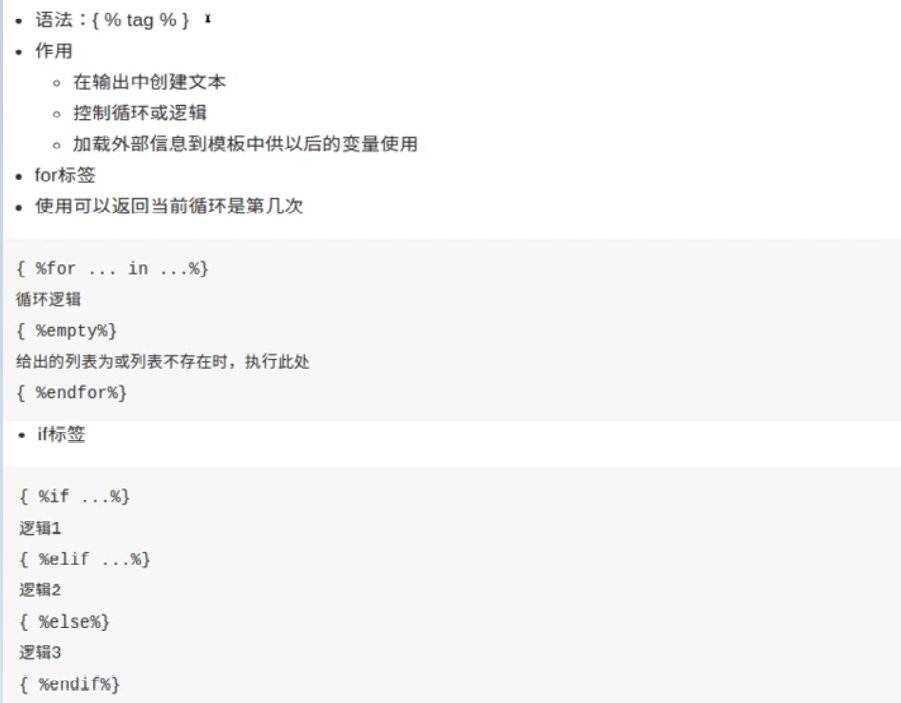 语法：{ % tag % }
作用
在输出中创建文本
控制循环或逻辑
加载外部信息到模板中供以后的变量使用
for标签
使用可以返回当前循环是第几次
{ %for ... in ...%}
循环逻辑
{ %empty%}
给出的列表为或列表不存在时，执行此处
{ %endfor%}
if标签
{ %if ...%}
逻辑1
{ %elif ...%}
逻辑2
{ %else%}
逻辑3
{ %endif%}